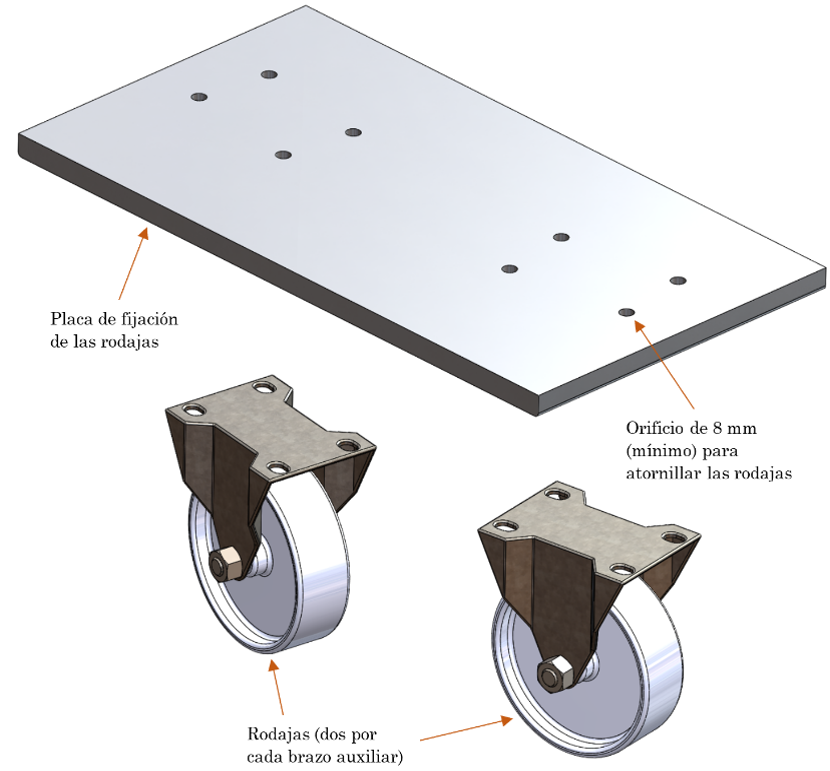 Placa de fijación
de las rodajas
Orificio de 8 mm
(mínimo) para
atornillar las rodajas
Rodajas (dos por
cada brazo auxiliar)